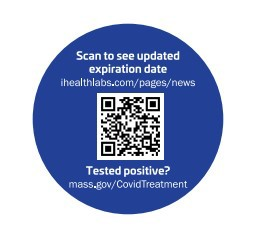 Scan to see updated
expiration date
ihealthlabs.com/pages/news
Tested positive?
mass.gov/CovidTreatment